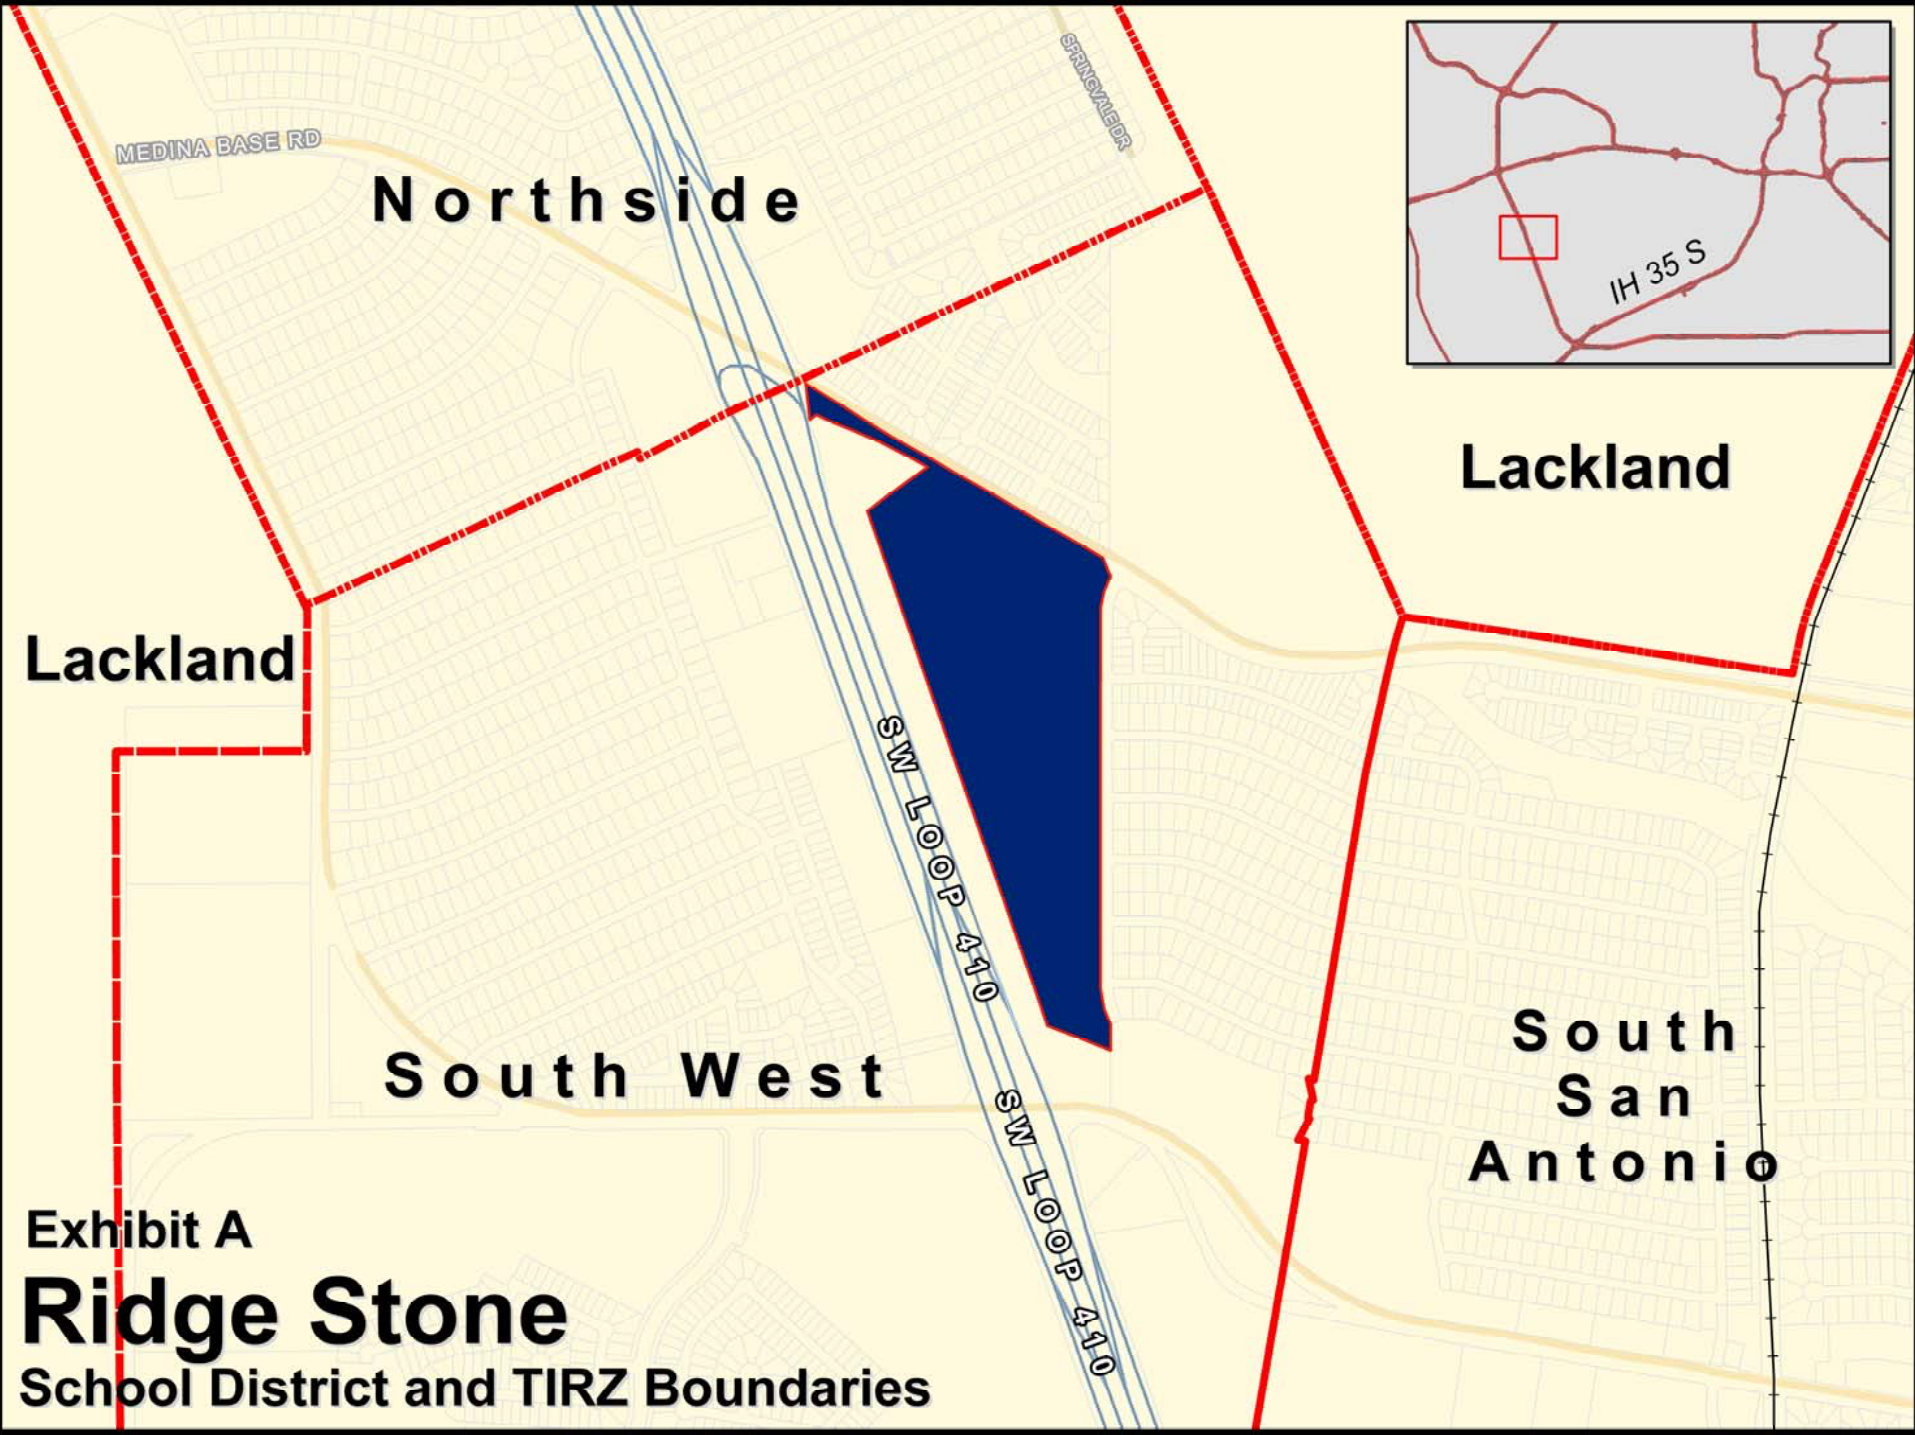 SPRINGVALE DR
MEDINA BASE RD
Northside
IH 35 S
Lackland
Lackland
SW LOOP 410
South West
SW LOOP 410
South
San
Antonio
Exhibit A
Ridge Stone
School District and TIRZ Boundaries